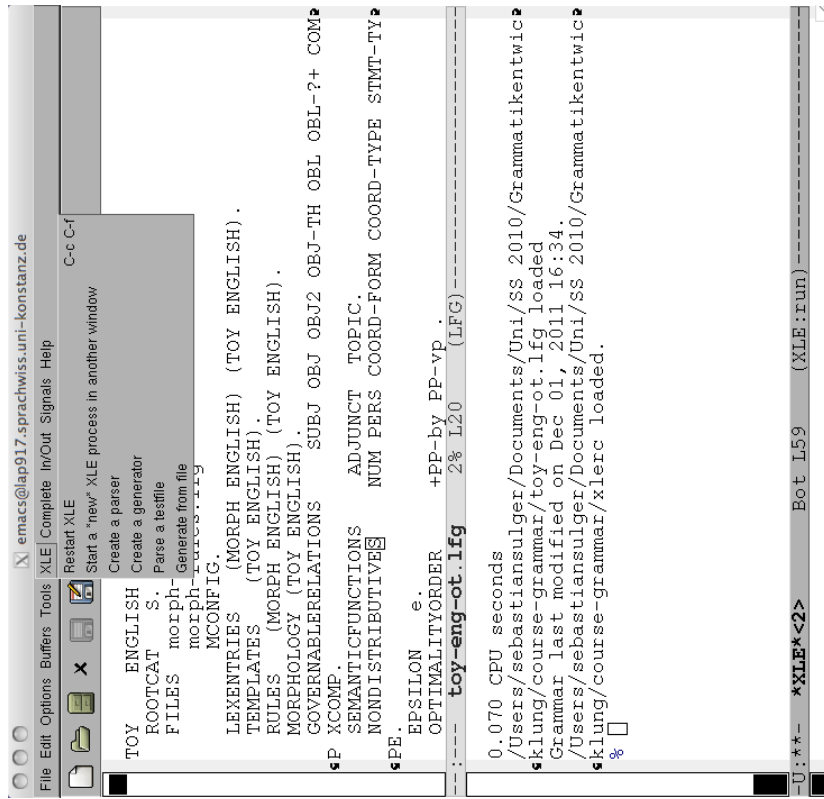 emacs@lap917.sprachwiss.uni-konstanz.de
File Edit Options Buffers Tools XLE Complete In/Out Signals Help
Restart XLE C-c C-f
Start a "new" XLE process in another window
Create a parser
Create a generator
Parse a testfile
Generate from file
TOY ENGLISH
ROOTCAT S.
FILES morph-
morph-rules.lfg
MCONFIG.
LEXENTRIES (MORPH ENGLISH) (TOY ENGLISH).
TEMPLATES (TOY ENGLISH).
RULES (MORPH ENGLISH) (TOY ENGLISH).
MORPHOLOGY (TOY ENGLISH).
GOVERNABLERELATIONS SUBJ OBJ OBJ2 OBJ-TH OBL OBL-?+ COM
P XCOMP.
SEMANTICFUNCTIONS ADJUNCT TOPIC.
NONDISTRIBUTIVES NUM PERS COORD-FORM COORD-TYPE STMT-TY
PE.
EPSILON e.
OPTIMALITYORDER +PP-by PP-vp .
-:--- toy-eng-ot.lfg 2% L20 (LFG)----------
0.070 CPU seconds
/Users/sebastiansulger/Documents/Uni/SS 2010/Grammatikentwic
klung/course-grammar/toy-eng-ot.lfg loaded
Grammar last modified on Dec 01, 2011 16:34.
/Users/sebastiansulger/Documents/Uni/SS 2010/Grammatikentwic
klung/course-grammar/xlerc loaded.
%
-U:**- *XLE*<2> Bot L59 (XLE:run)----------